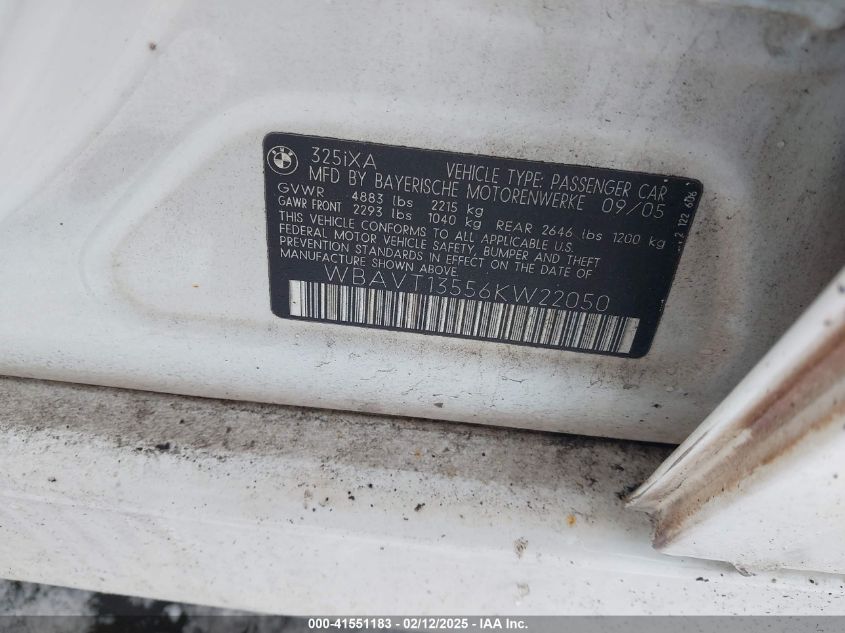 BMW
325iXA VEHICLE TYPE: PASSENGER CAR
MFD BY BAYERISCHE MOTORENWERKE 09/05
GVWR 4883 lbs 2215 kg
GAWR FRONT 2293 lbs 1040 kg REAR 2646 lbs 1200 kg
THIS VEHICLE CONFORMS TO ALL APPLICABLE U.S.
FEDERAL MOTOR VEHICLE SAFETY, BUMPER AND THEFT
PREVENTION STANDARDS IN EFFECT ON THE DATE OF
MANUFACTURE SHOWN ABOVE.
WBAVT13556KW22050
000-41551183 - 02/12/2025 - IAAI.com